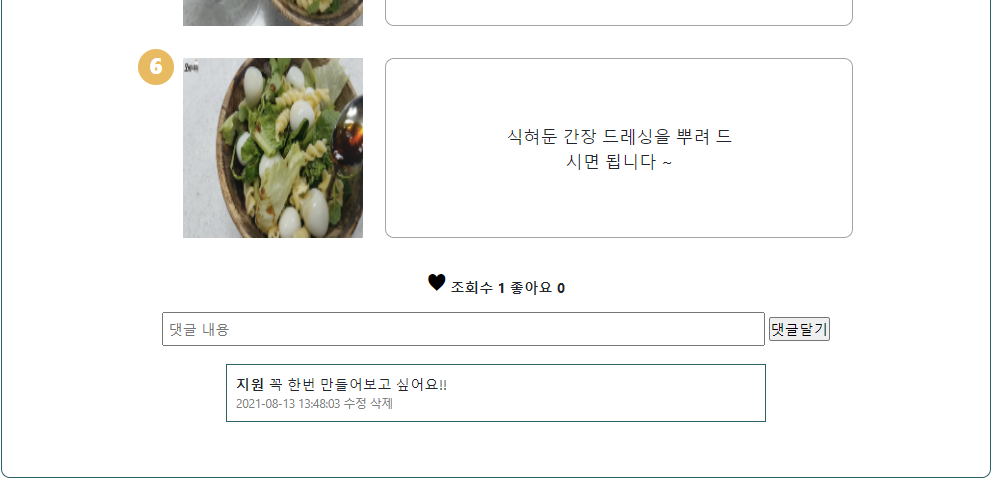 6
식혀둔 간장 드레싱을 뿌려 드
시면 됩니다 ~
조회수 1 좋아요 0
댓글 내용
댓글달기
지원 꼭 한번 만들어보고 싶어요!!
2021-08-13 13:48:03 수정 삭제